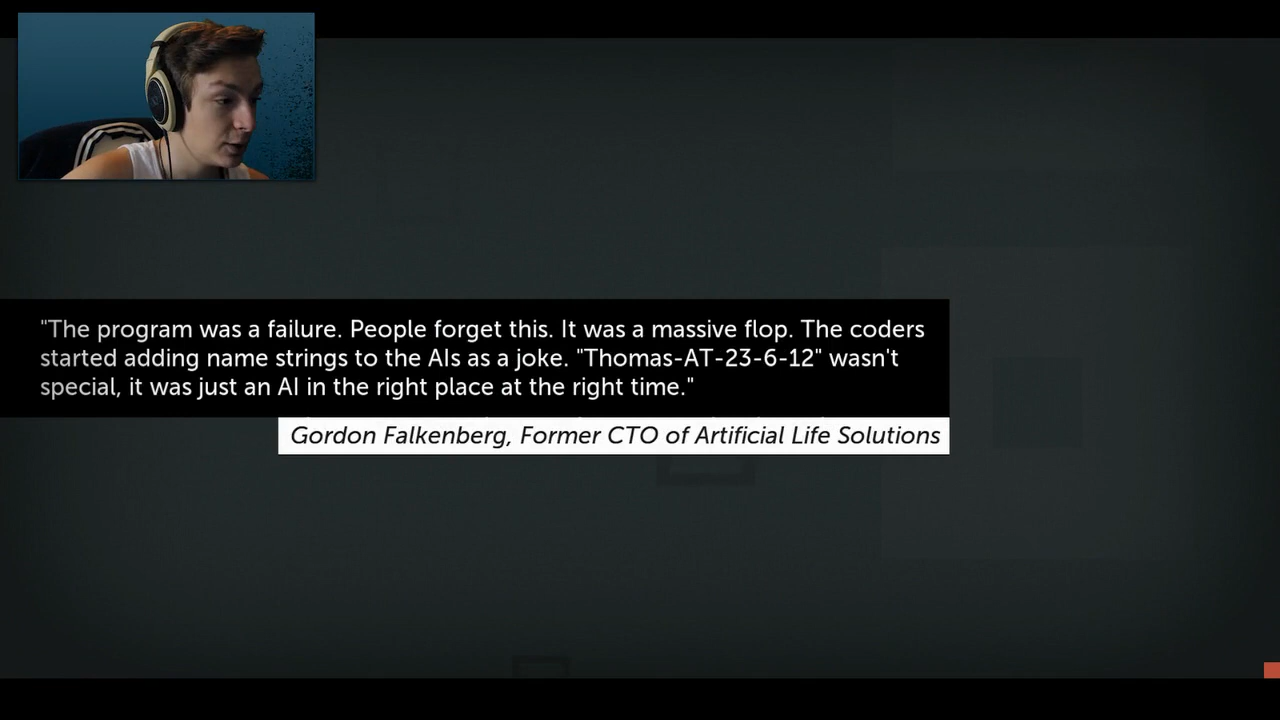 "The program was a failure. People forget this. It was a massive flop. The coders
started adding name strings to the AIs as a joke. "Thomas-AT-23-6-12" wasn't
special, it was just an AI in the right place at the right time."
Gordon Falkenberg, Former CTO of Artificial Life Solutions